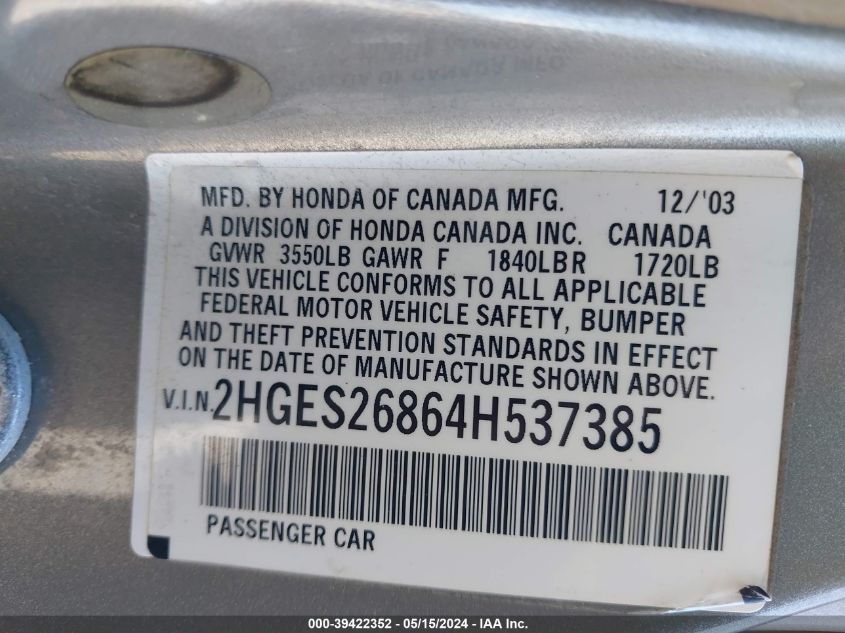 MFD. BY HONDA OF CANADA MFG. 12/'03
A DIVISION OF HONDA CANADA INC. CANADA
GVWR 3550LB GAWR F 1840LB R 1720LB
THIS VEHICLE CONFORMS TO ALL APPLICABLE
FEDERAL MOTOR VEHICLE SAFETY, BUMPER
AND THEFT PREVENTION STANDARDS IN EFFECT
ON THE DATE OF MANUFACTURE SHOWN ABOVE.
V.I.N. 2HGES26864H537385
PASSENGER CAR
000-39422352 - 05/15/2024 - IAA Inc.